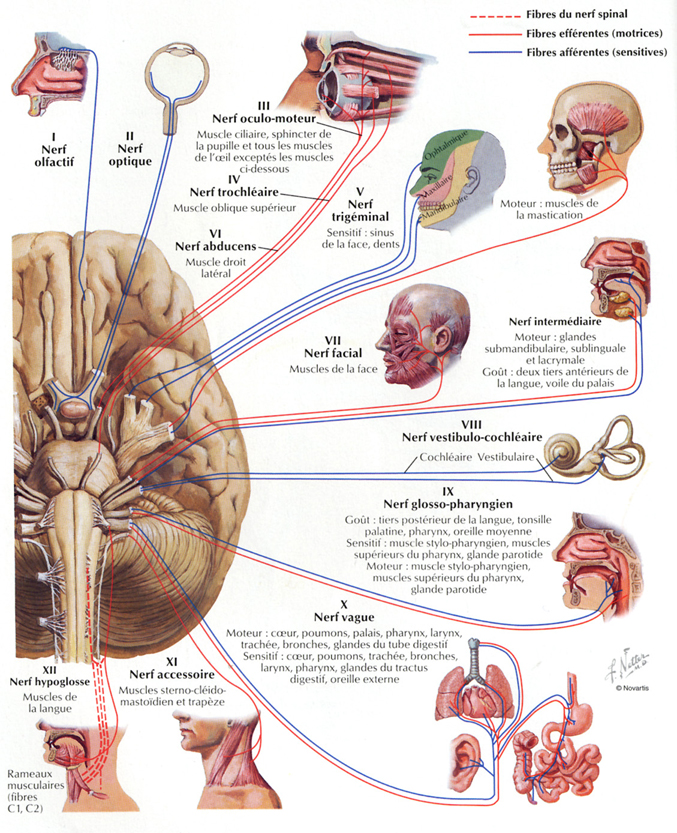 Fibres du nerf spinal
Fibres efférentes (motrices)
Fibres afférentes (sensitives)
I
Nerf
olfactif
II
Nerf
optique
III
Nerf oculo-moteur
Muscle ciliaire, sphincter de
la pupille et tous les muscles
de l'œil exceptés les muscles
ci-dessous
IV
Nerf trochléaire
Muscle oblique supérieur
VI
Nerf abducens
Muscle droit
latéral
V
Nerf
trigéminal
Sensitif : sinus
de la face, dents
Ophtalmique
Maxillaire
Mandibulaire
Moteur : muscles de
la mastication
VII
Nerf facial
Muscles de la face
Nerf intermédiaire
Moteur : glandes
submandibulaire, sublinguale
et lacrymale
Goût : deux tiers antérieurs de
la langue, voile du palais
VIII
Nerf vestibulo-cochléaire
Cochléaire Vestibulaire
IX
Nerf glosso-pharyngien
Goût : tiers postérieur de la langue, tonsille
palatine, pharynx, oreille moyenne
Sensitif : muscle stylo-pharyngien, muscles
supérieurs du pharynx, glande parotide
Moteur : muscle stylo-pharyngien,
muscles supérieurs du pharynx,
glande parotide
X
Nerf vague
Moteur : cœur, poumons, palais, pharynx, larynx,
trachée, bronches, glandes du tube digestif
Sensitif : cœur, poumons, trachée, bronches,
larynx, pharynx, glandes du tractus
digestif, oreille externe
XII
Nerf hypoglosse
Muscles de
la langue
XI
Nerf accessoire
Muscles sterno-cléido-
mastoïdien et trapèze
Rameaux
musculaires
(fibres
C1, C2)
F. Netter
M.D.
© Novartis